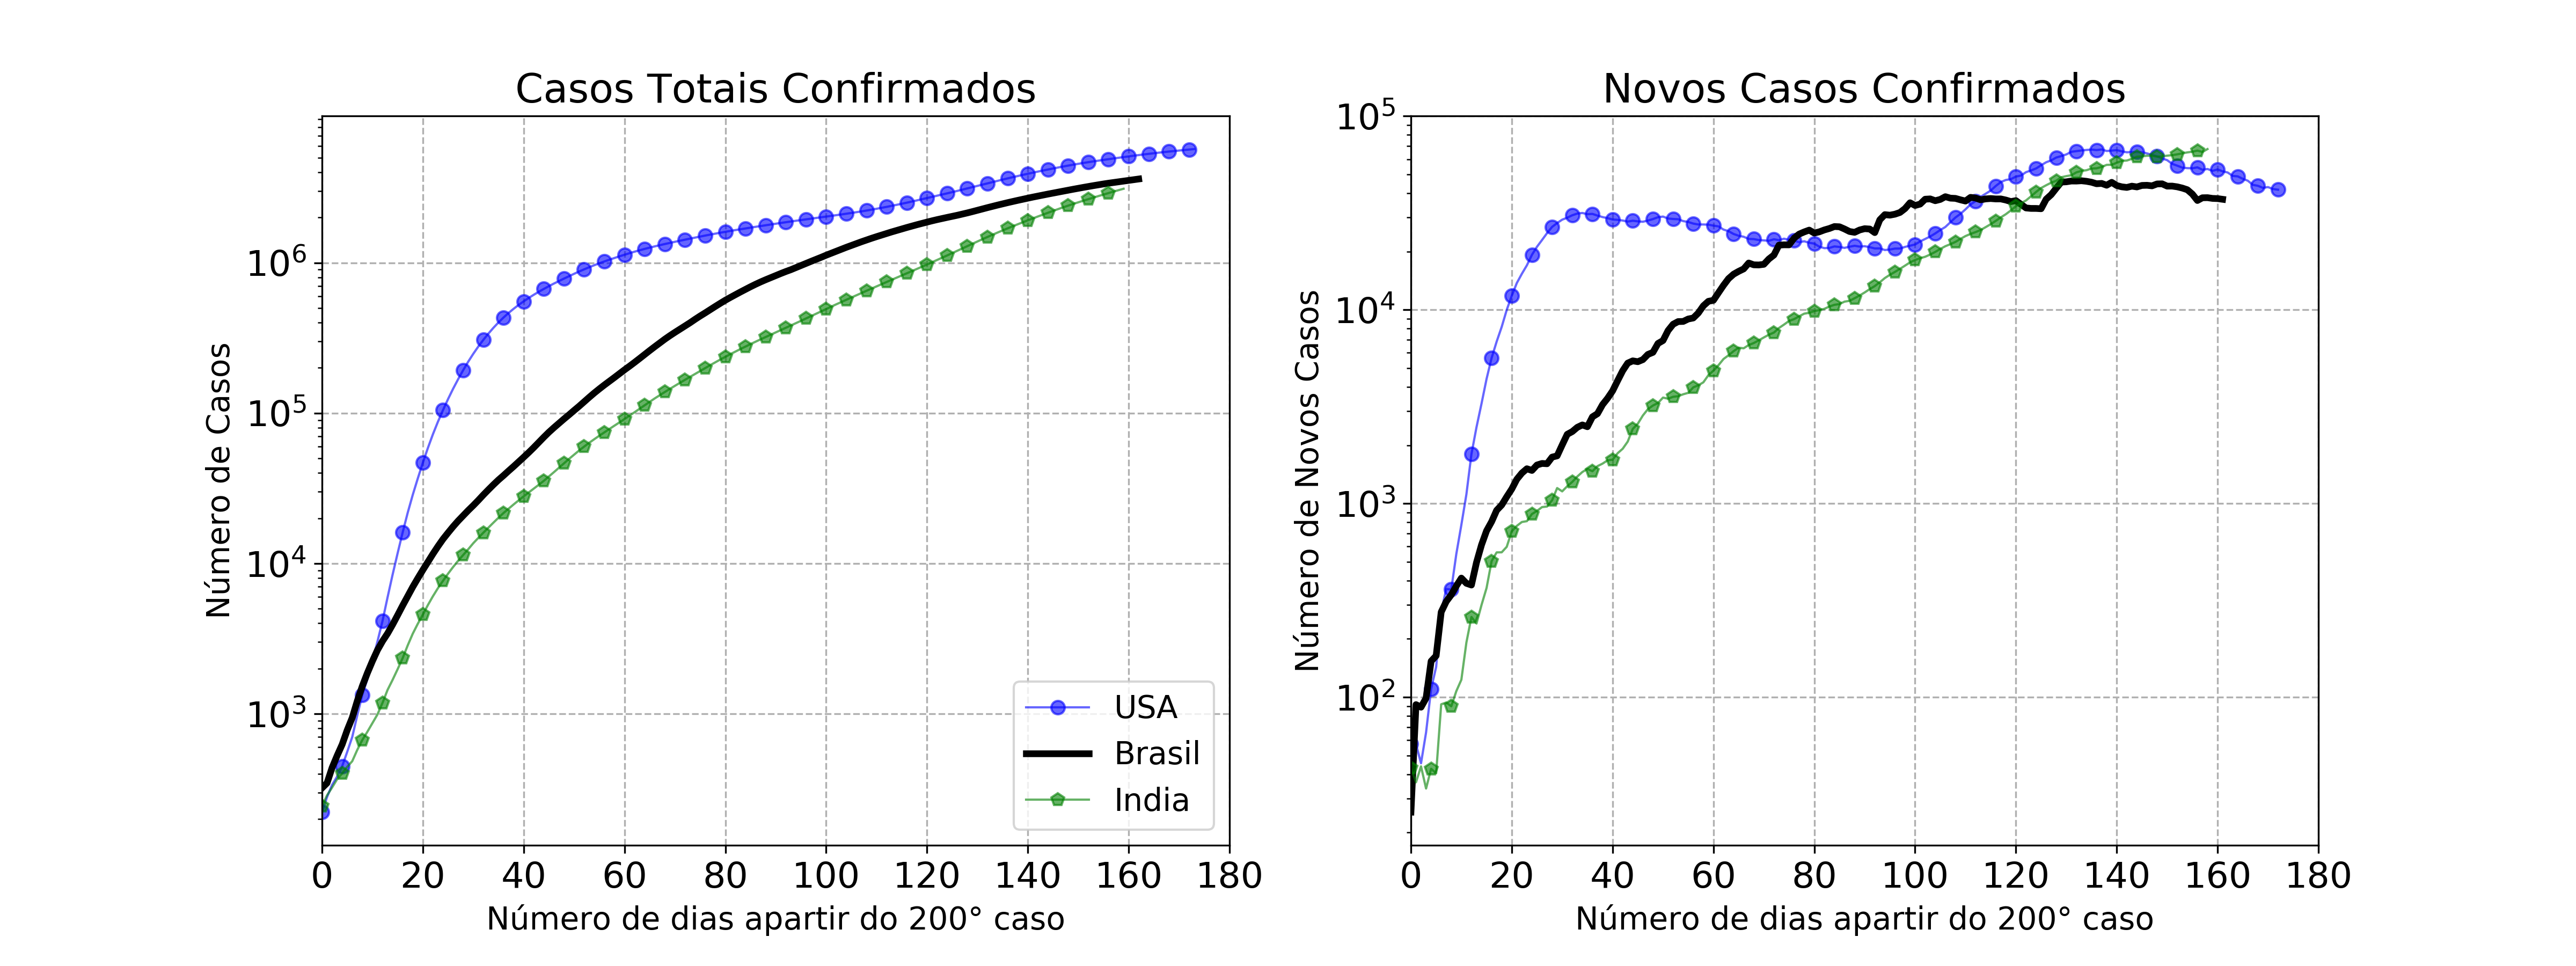 Casos Totais Confirmados
Número de Casos
10^6
10^5
10^4
10^3
0 20 40 60 80 100 120 140 160 180
Número de dias apartir do 200° caso
USA
Brasil
India
Novos Casos Confirmados
Número de Novos Casos
10^5
10^4
10^3
10^2
0 20 40 60 80 100 120 140 160 180
Número de dias apartir do 200° caso